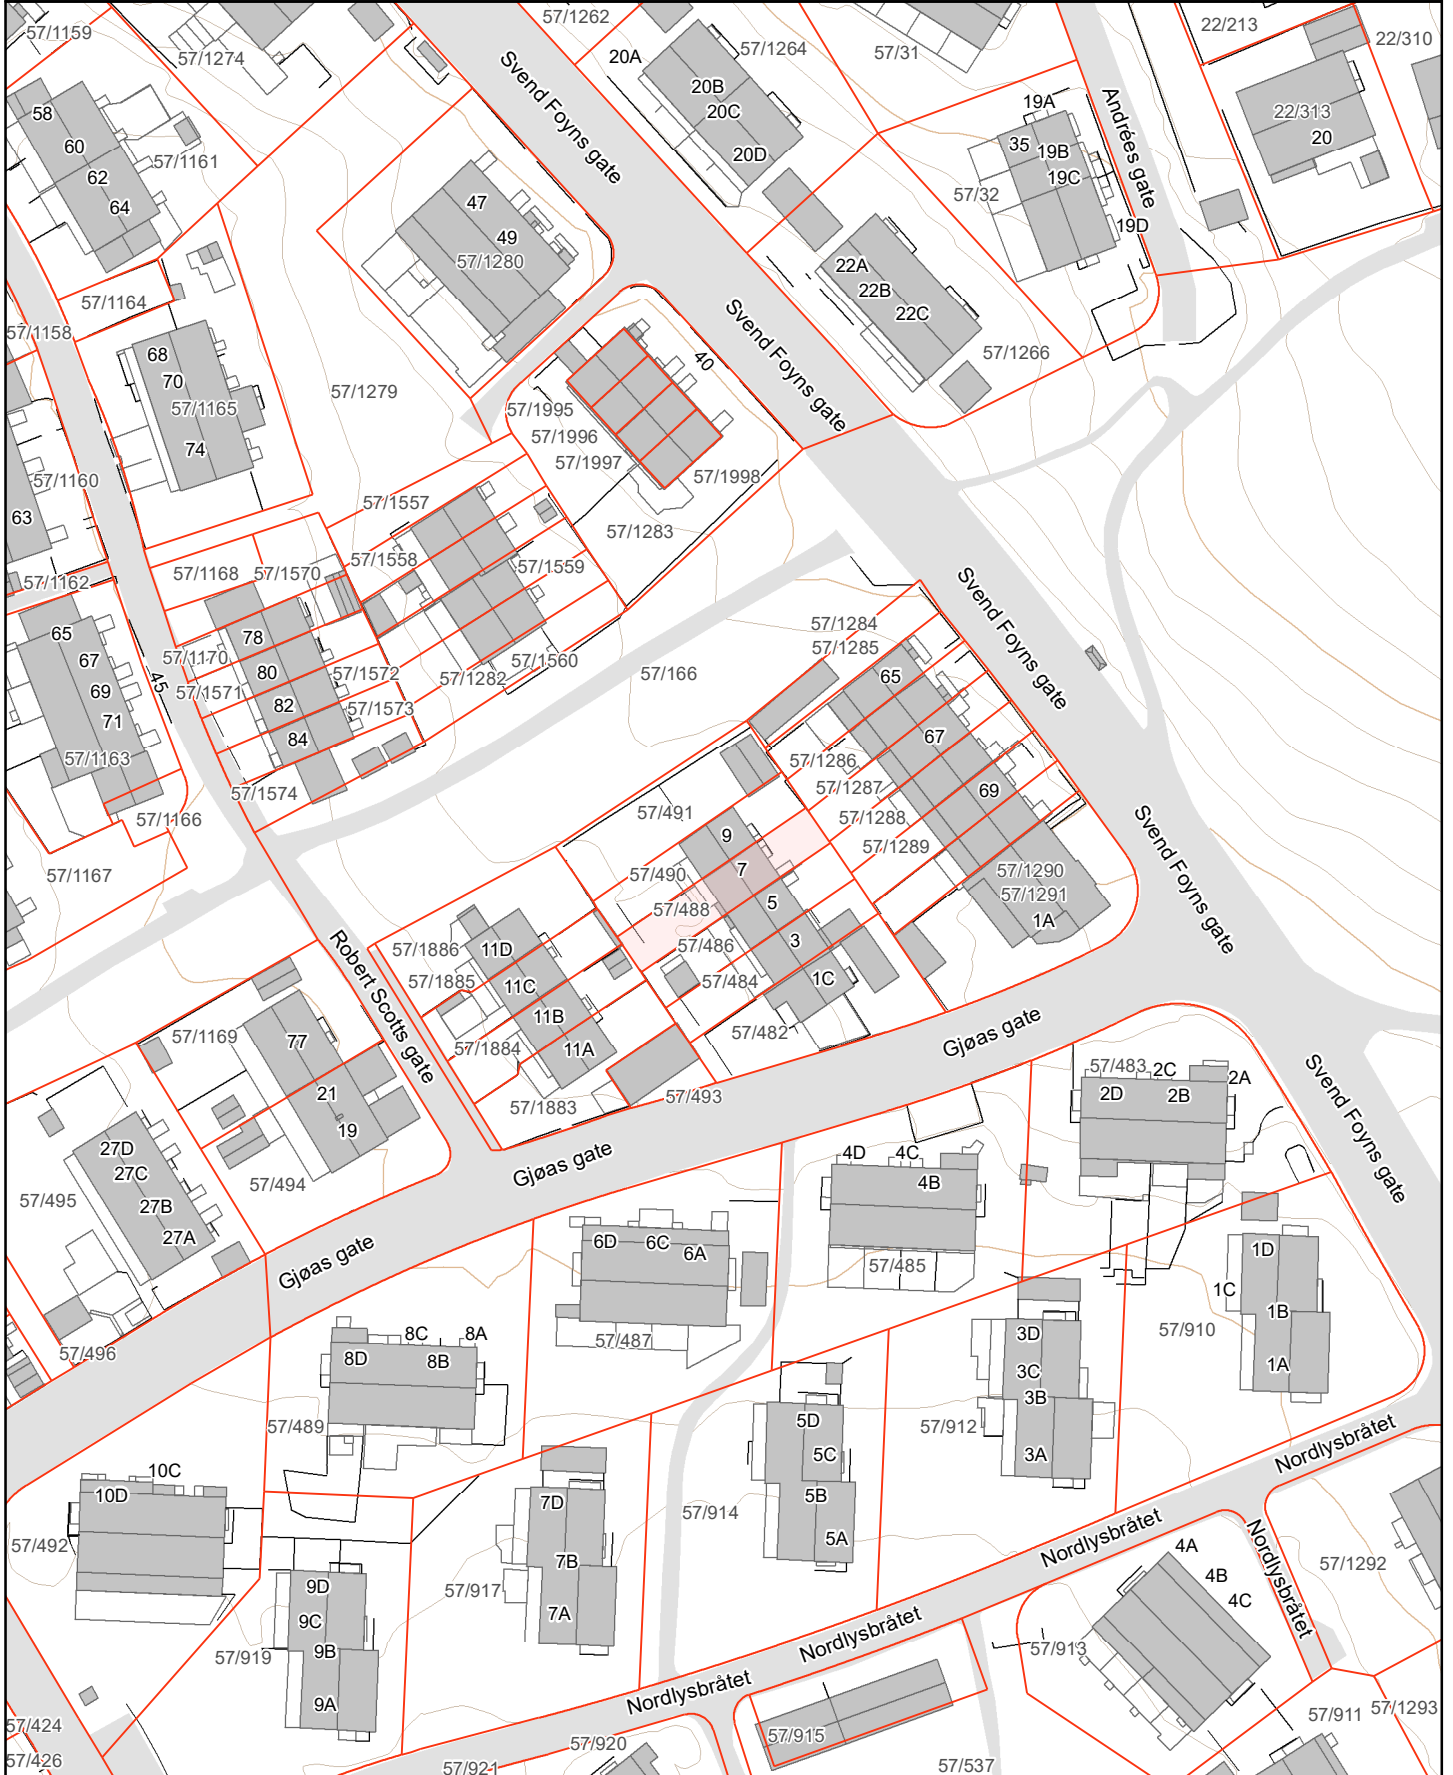 57/1159
57/1274
57/1262
20A
57/1264
57/31
22/213
22/310
Svend Foyns gate
20B
20C
20D
19A
35
19B
19C
19D
57/32
Andrées gate
22/313
20
58
60
62
64
57/1161
47
49
57/1280
22A
22B
22C
57/1266
57/1164
57/1158
Svend Foyns gate
40
68
70
57/1165
74
57/1279
57/1995
57/1996
57/1997
57/1998
57/1283
57/1160
63
57/1557
57/1558
57/1559
57/1162
57/1168
57/1570
57/1284
57/1285
Svend Foyns gate
65
67
69
71
57/1163
45
57/1170
57/1571
78
80
82
84
57/1572
57/1573
57/1282
57/1560
57/166
65
67
69
57/1574
57/1166
57/1167
57/491
57/1286
57/1287
57/1288
57/1289
57/1290
57/1291
1A
Svend Foyns gate
9
7
5
3
1C
57/490
57/488
57/486
57/484
57/482
57/1886
57/1885
57/1884
57/1883
11D
11C
11B
11A
57/493
Robert Scotts gate
57/1169
77
21
19
57/494
Gjøas gate
57/483
2C
2A
2D
2B
Svend Foyns gate
27D
27C
27B
27A
57/495
Gjøas gate
4D
4C
4B
57/485
Gjøas gate
6D
6C
6A
57/487
1D
1C
1B
1A
57/910
57/496
8C
8A
8D
8B
57/489
3D
3C
3B
3A
57/912
5D
5C
5B
5A
57/914
Nordlysbråtet
10C
10D
57/492
7D
7B
7A
57/917
Nordlysbråtet
Nordlysbråtet
4A
4B
4C
57/1292
9D
9C
9B
9A
57/919
Nordlysbråtet
57/913
Nordlysbråtet
57/424
57/426
57/915
57/911
57/1293
57/920
57/921
57/537